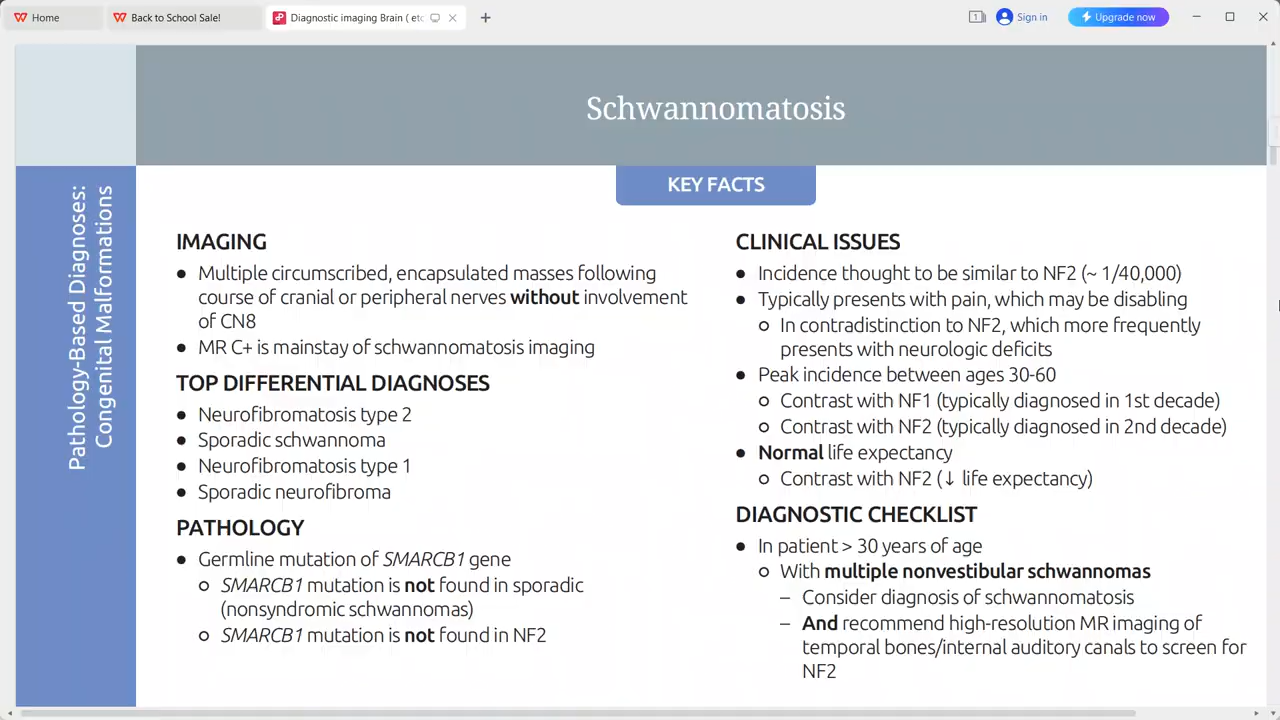 Home
Back to School Sale!
Diagnostic imaging Brain ( etc
Sign in
Upgrade now
Schwannomatosis
Pathology-Based Diagnoses:
Congenital Malformations
KEY FACTS
IMAGING
● Multiple circumscribed, encapsulated masses following
course of cranial or peripheral nerves without involvement
of CN8
● MR C+ is mainstay of schwannomatosis imaging
TOP DIFFERENTIAL DIAGNOSES
● Neurofibromatosis type 2
● Sporadic schwannoma
● Neurofibromatosis type 1
● Sporadic neurofibroma
PATHOLOGY
● Germline mutation of SMARCB1 gene
○ SMARCB1 mutation is not found in sporadic
(nonsyndromic schwannomas)
○ SMARCB1 mutation is not found in NF2
CLINICAL ISSUES
● Incidence thought to be similar to NF2 (~ 1/40,000)
● Typically presents with pain, which may be disabling
○ In contradistinction to NF2, which more frequently
presents with neurologic deficits
● Peak incidence between ages 30-60
○ Contrast with NF1 (typically diagnosed in 1st decade)
○ Contrast with NF2 (typically diagnosed in 2nd decade)
● Normal life expectancy
○ Contrast with NF2 (↓ life expectancy)
DIAGNOSTIC CHECKLIST
● In patient > 30 years of age
○ With multiple nonvestibular schwannomas
– Consider diagnosis of schwannomatosis
– And recommend high-resolution MR imaging of
temporal bones/internal auditory canals to screen for
NF2